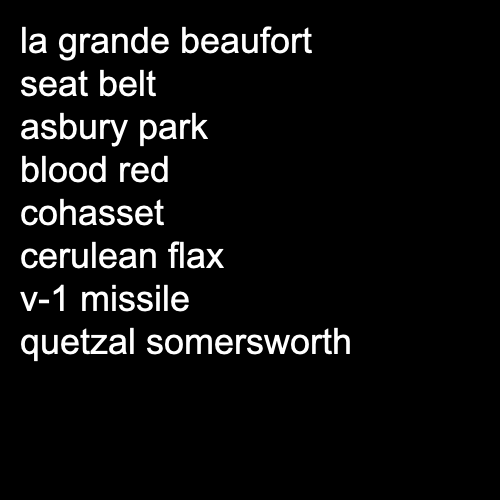 la grande beaufort
seat belt
asbury park
blood red
cohasset
cerulean flax
v-1 missile
quetzal somersworth